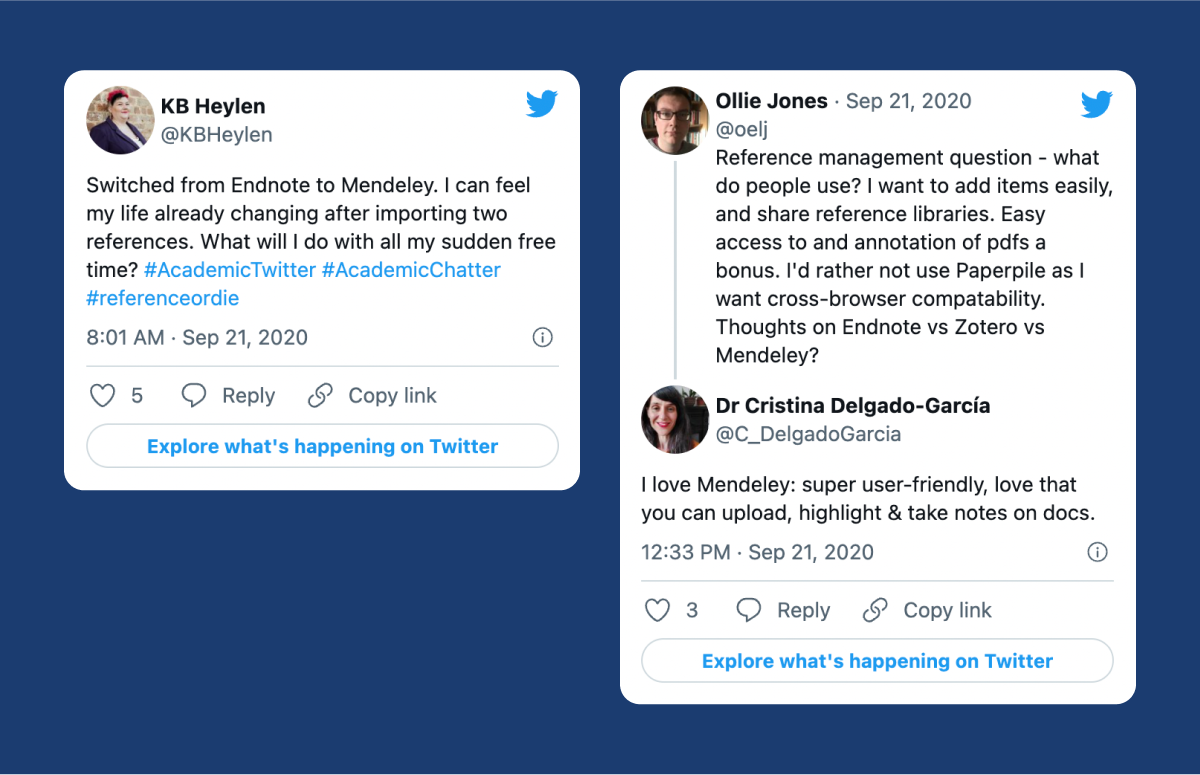 KB Heylen
@KBHeylen
Switched from Endnote to Mendeley. I can feel
my life already changing after importing two
references. What will I do with all my sudden free
time? #AcademicTwitter #AcademicChatter
#referenceordie
8:01 AM · Sep 21, 2020
5 Reply Copy link
Explore what's happening on Twitter
Ollie Jones · Sep 21, 2020
@oelj
Reference management question - what
do people use? I want to add items easily,
and share reference libraries. Easy
access to and annotation of pdfs a
bonus. I'd rather not use Paperpile as I
want cross-browser compatability.
Thoughts on Endnote vs Zotero vs
Mendeley?
Dr Cristina Delgado-García
@C_DelgadoGarcia
I love Mendeley: super user-friendly, love that
you can upload, highlight & take notes on docs.
12:33 PM · Sep 21, 2020
3 Reply Copy link
Explore what's happening on Twitter